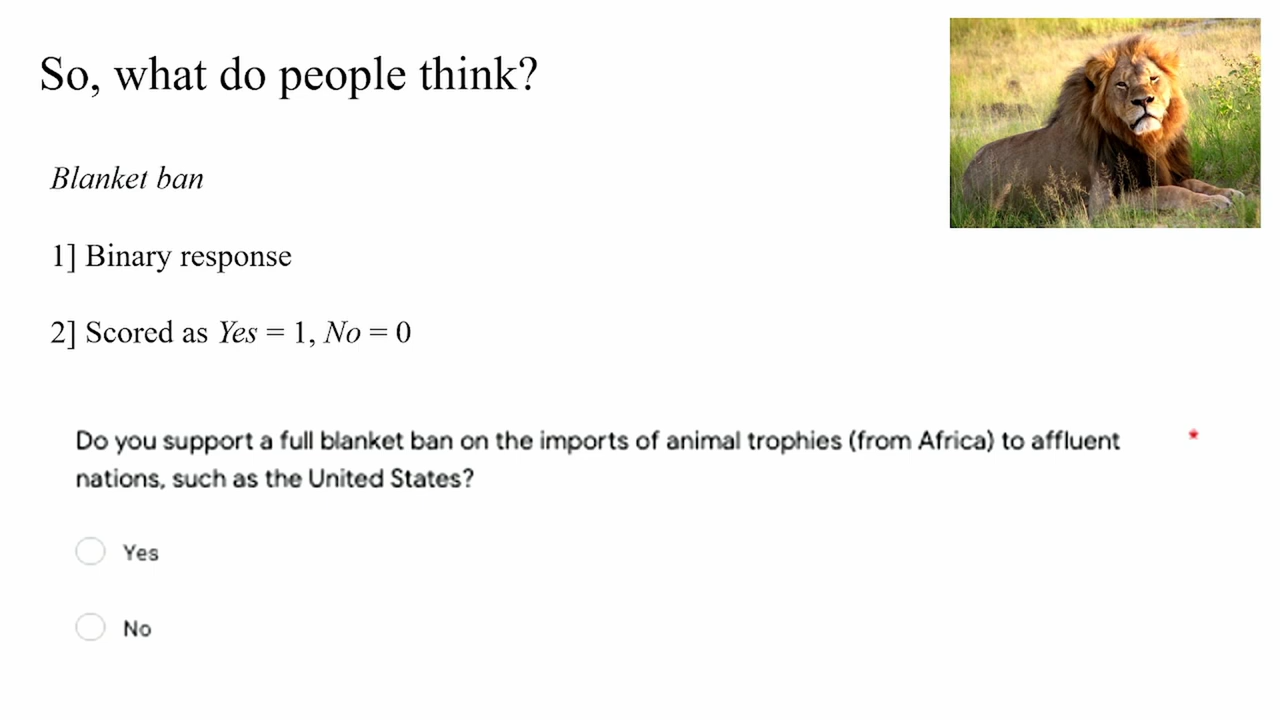 So, what do people think?
Blanket ban
1] Binary response
2] Scored as Yes = 1, No = 0
Do you support a full blanket ban on the imports of animal trophies (from Africa) to affluent *
nations, such as the United States?
Yes
No